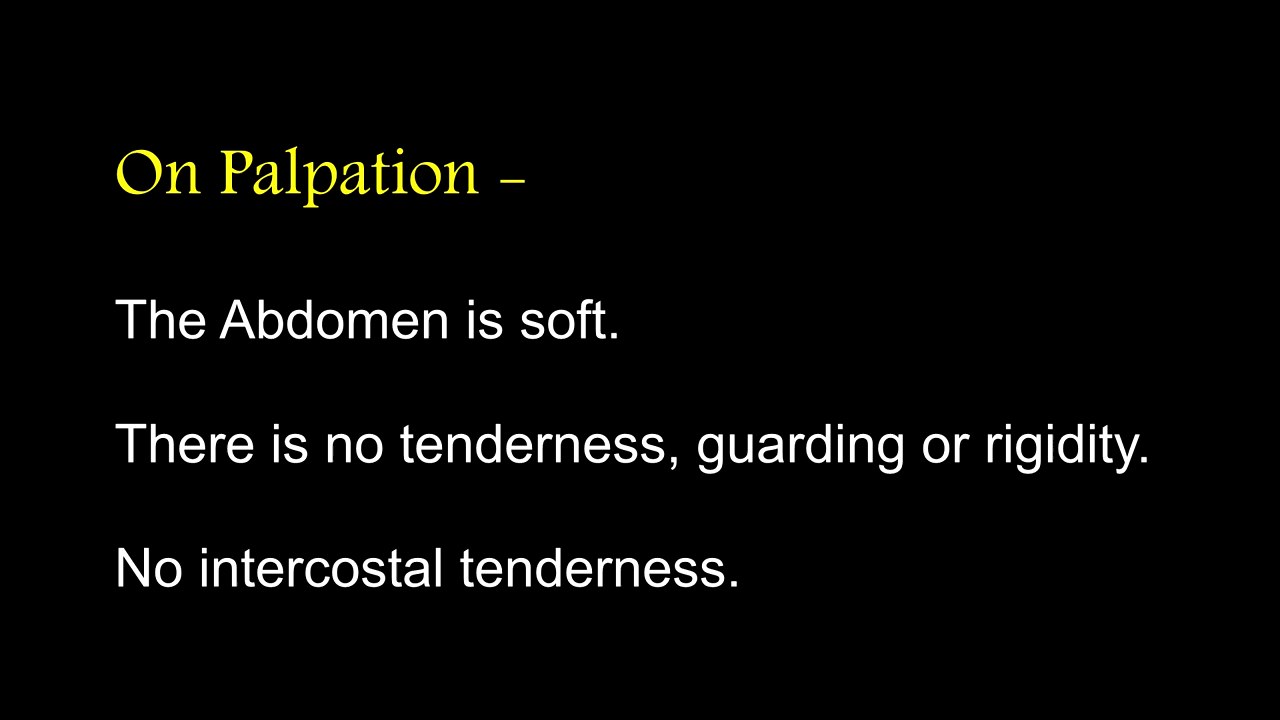 On Palpation -
The Abdomen is soft.
There is no tenderness, guarding or rigidity.
No intercostal tenderness.